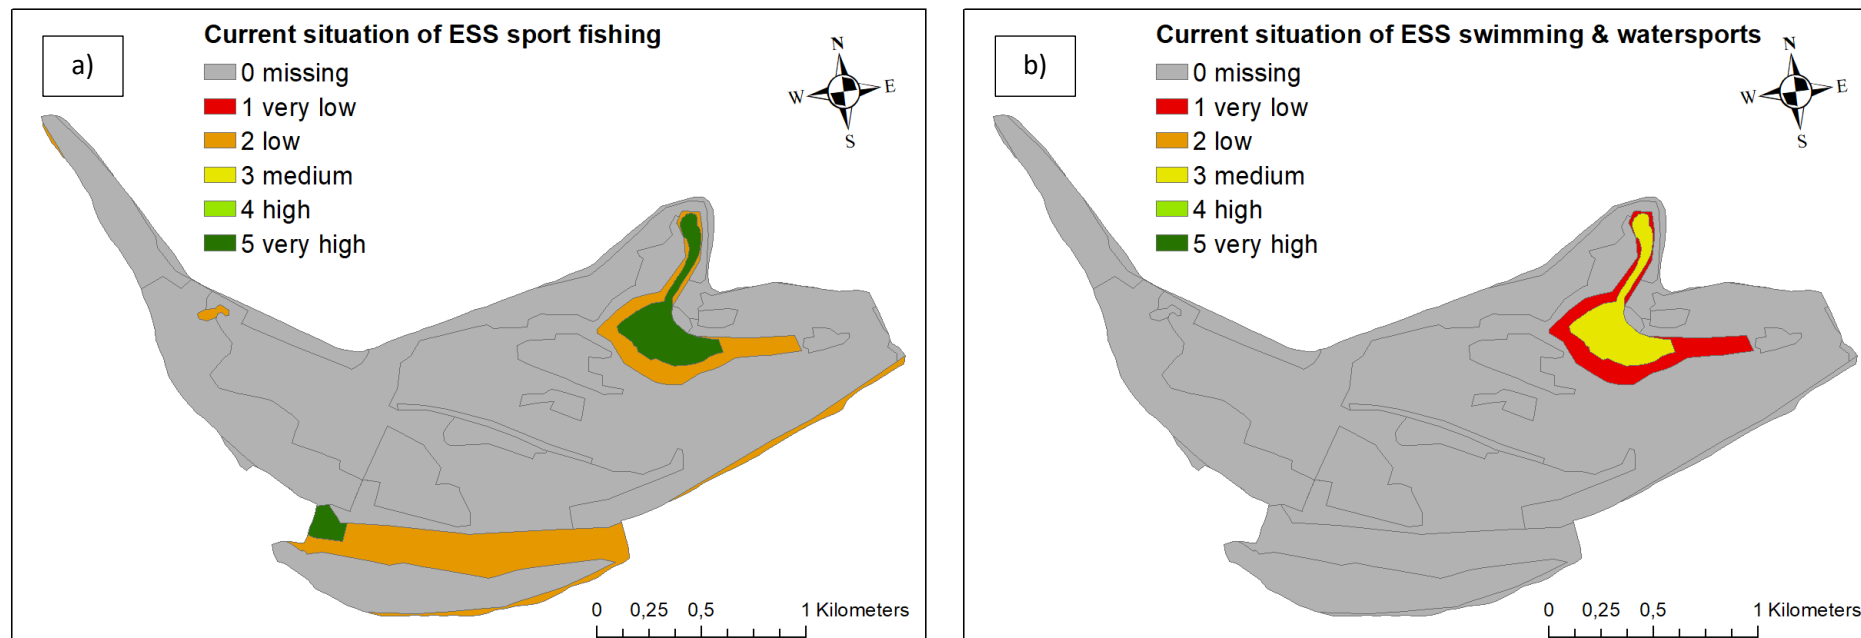 a)
Current situation of ESS sport fishing
0 missing
1 very low
2 low
3 medium
4 high
5 very high
N
W E
S
0 0,25 0,5 1 Kilometers
b)
Current situation of ESS swimming & watersports
0 missing
1 very low
2 low
3 medium
4 high
5 very high
N
W E
S
0 0,25 0,5 1 Kilometers